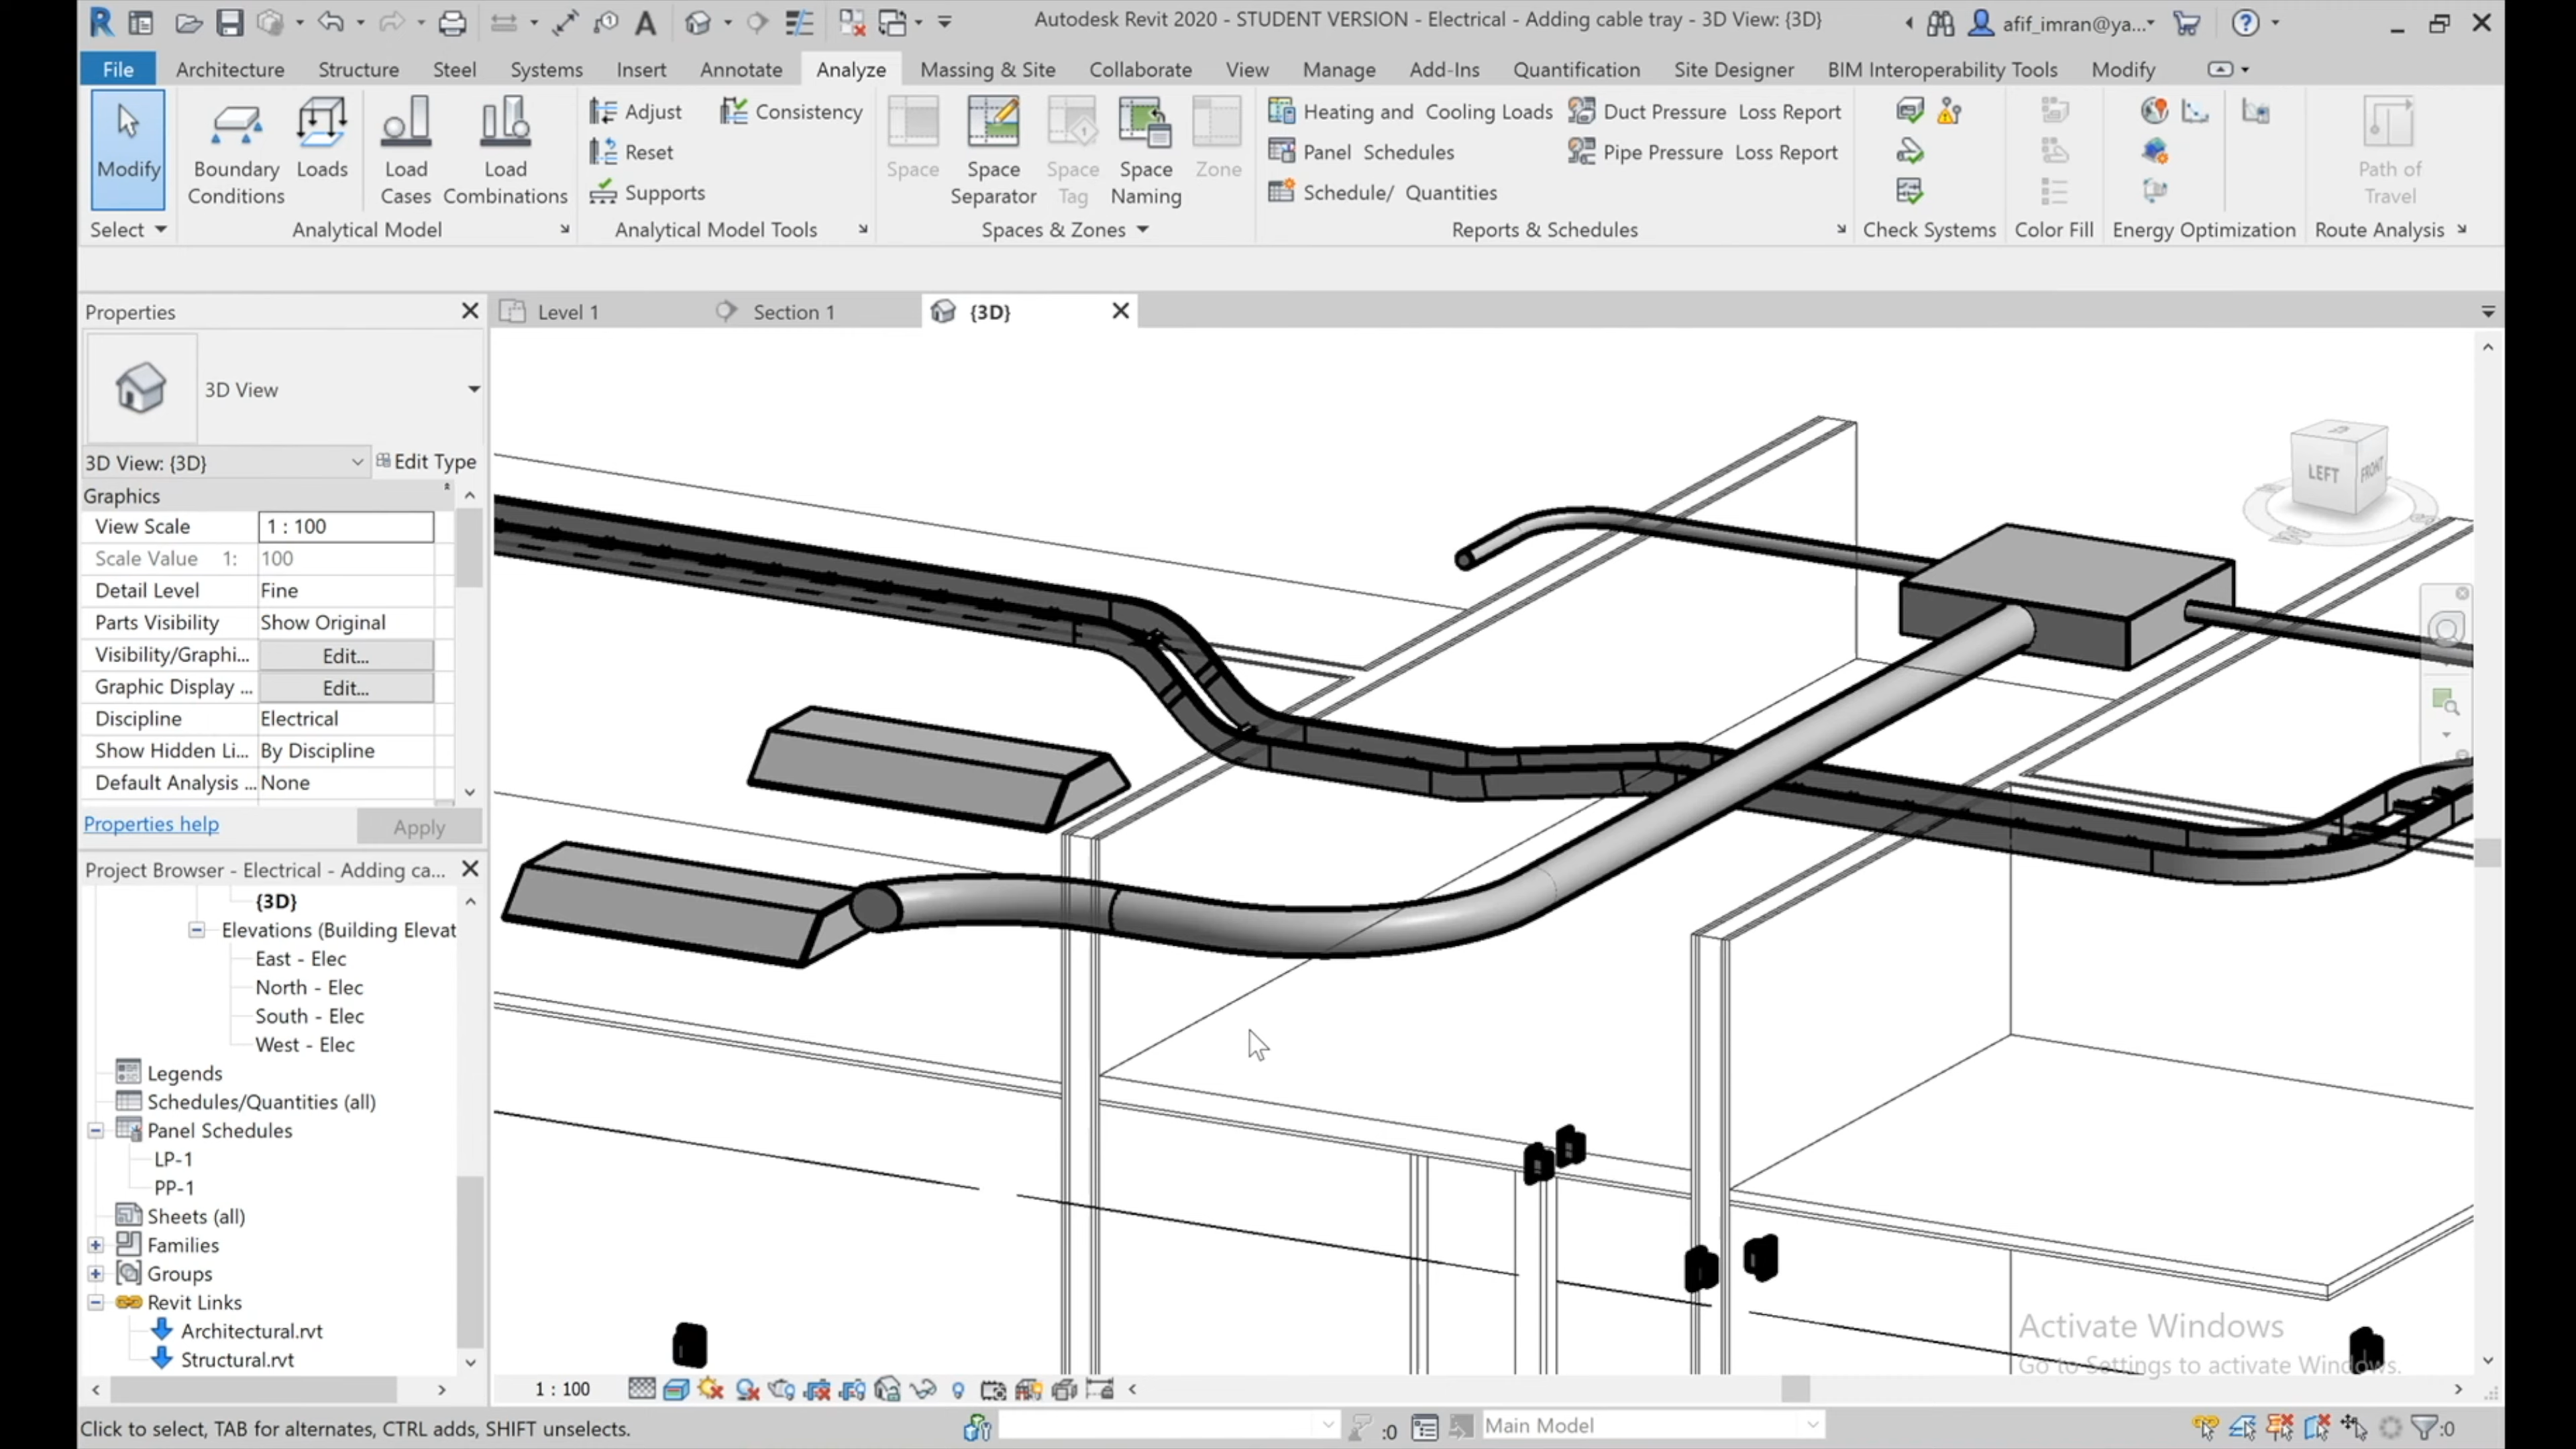 Autodesk Revit 2020 - STUDENT VERSION - Electrical - Adding cable tray - 3D View: {3D}
afif_imran@ya...
File Architecture Structure Steel Systems Insert Annotate Analyze Massing & Site Collaborate View Manage Add-Ins Quantification Site Designer BIM Interoperability Tools Modify
Modify
Boundary Conditions
Loads
Load Cases
Load Combinations
Adjust
Reset
Supports
Consistency
Space
Space Separator
Space Tag
Space Naming
Zone
Heating and Cooling Loads
Panel Schedules
Schedule/ Quantities
Duct Pressure Loss Report
Pipe Pressure Loss Report
Path of Travel
Select Analytical Model Analytical Model Tools Spaces & Zones Reports & Schedules Check Systems Color Fill Energy Optimization Route Analysis
Properties
3D View
3D View: {3D} Edit Type
Graphics
View Scale 1 : 100
Scale Value 1: 100
Detail Level Fine
Parts Visibility Show Original
Visibility/Graphi... Edit...
Graphic Display ... Edit...
Discipline Electrical
Show Hidden Li... By Discipline
Default Analysis ... None
Properties help Apply
Project Browser - Electrical - Adding ca...
{3D}
Elevations (Building Elevat
East - Elec
North - Elec
South - Elec
West - Elec
Legends
Schedules/Quantities (all)
Panel Schedules
LP-1
PP-1
Sheets (all)
Families
Groups
Revit Links
Architectural.rvt
Structural.rvt
Level 1 Section 1 {3D}
LEFT FRONT
Activate Windows
Go to Settings to activate Windows.
1 : 100
Click to select, TAB for alternates, CTRL adds, SHIFT unselects.
:0 Main Model :0